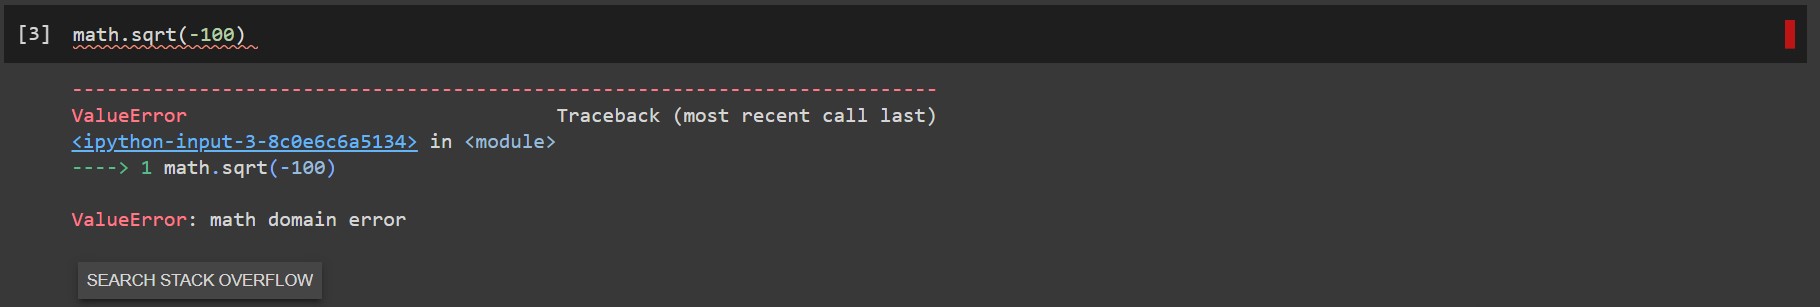 [3] math.sqrt(-100)
---------------------------------------------------------------------------
ValueError                                Traceback (most recent call last)
<ipython-input-3-8c0e6c6a5134> in <module>
----> 1 math.sqrt(-100)
ValueError: math domain error
SEARCH STACK OVERFLOW